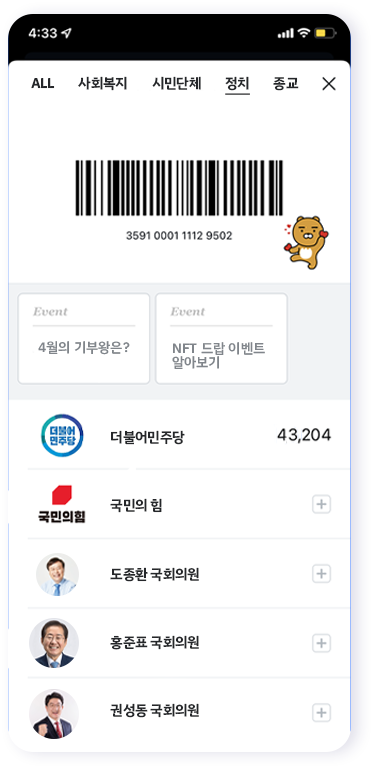 4:33
ALL 사회복지 시민단체 정치 종교
3591 0001 1112 9502
Event
4월의 기부왕은?
Event
NFT 드랍 이벤트
알아보기
더불어
민주당
더불어민주당 43,204
국민의힘
국민의 힘
도종환 국회의원
홍준표 국회의원
권성동 국회의원